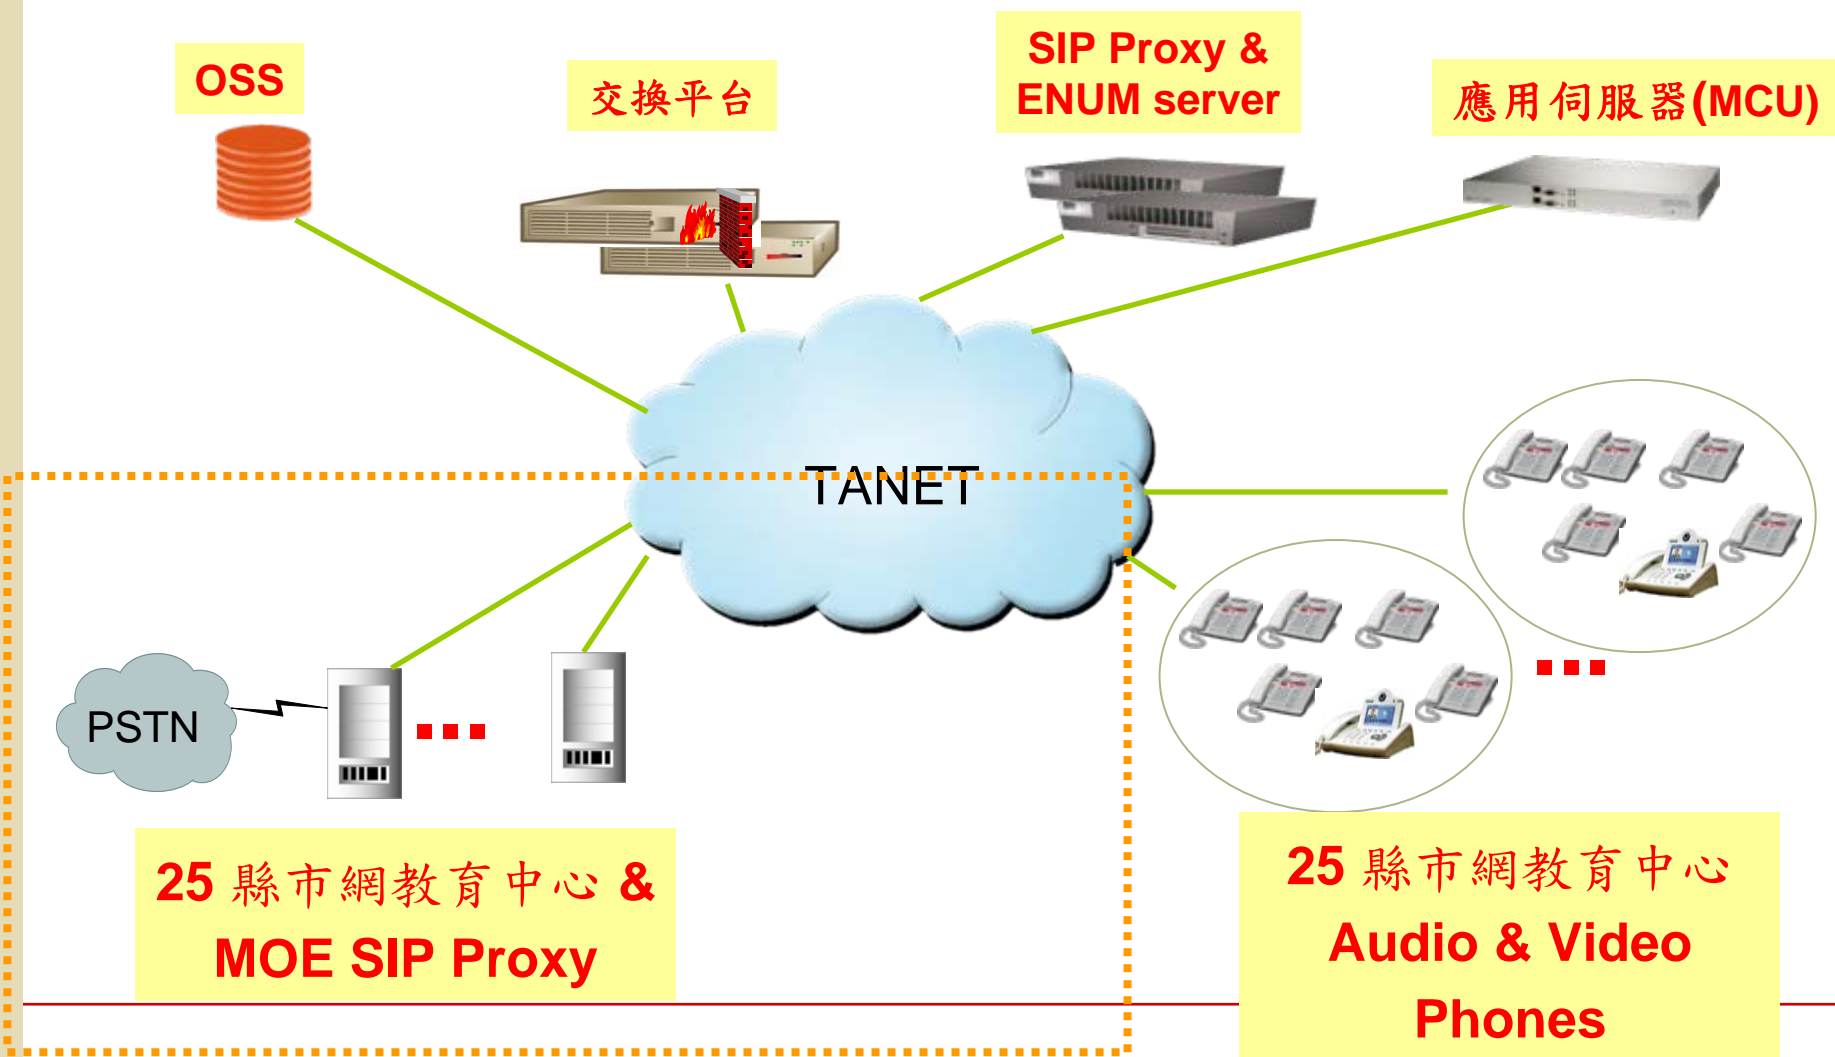 OSS
交換平台
SIP Proxy &
ENUM server
應用伺服器(MCU)
TANET
PSTN
25 縣市網教育中心 &
MOE SIP Proxy
25 縣市網教育中心
Audio & Video
Phones